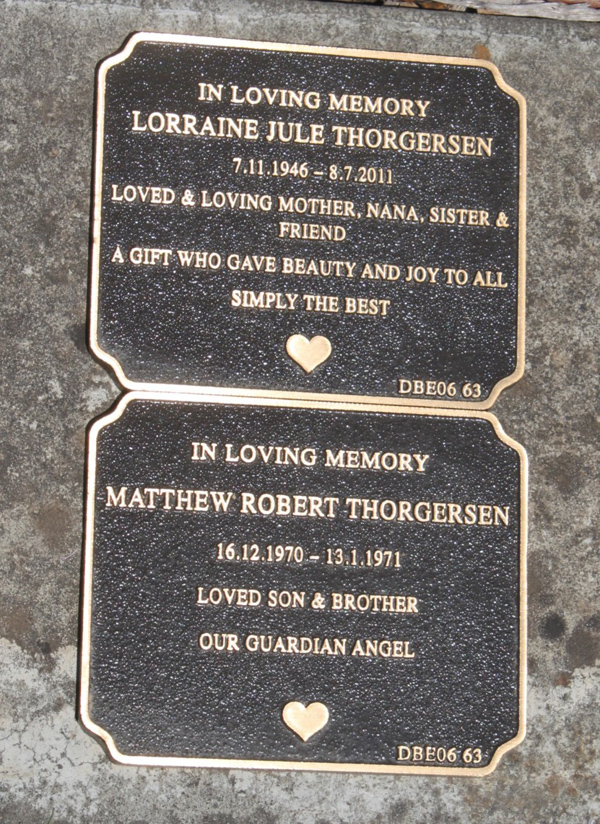 IN LOVING MEMORY
LORRAINE JULE THORGERSEN
7.11.1946 – 8.7.2011
LOVED & LOVING MOTHER, NANA, SISTER &
FRIEND
A GIFT WHO GAVE BEAUTY AND JOY TO ALL
SIMPLY THE BEST
DBE06 63
IN LOVING MEMORY
MATTHEW ROBERT THORGERSEN
16.12.1970 – 13.1.1971
LOVED SON & BROTHER
OUR GUARDIAN ANGEL
DBE06 63